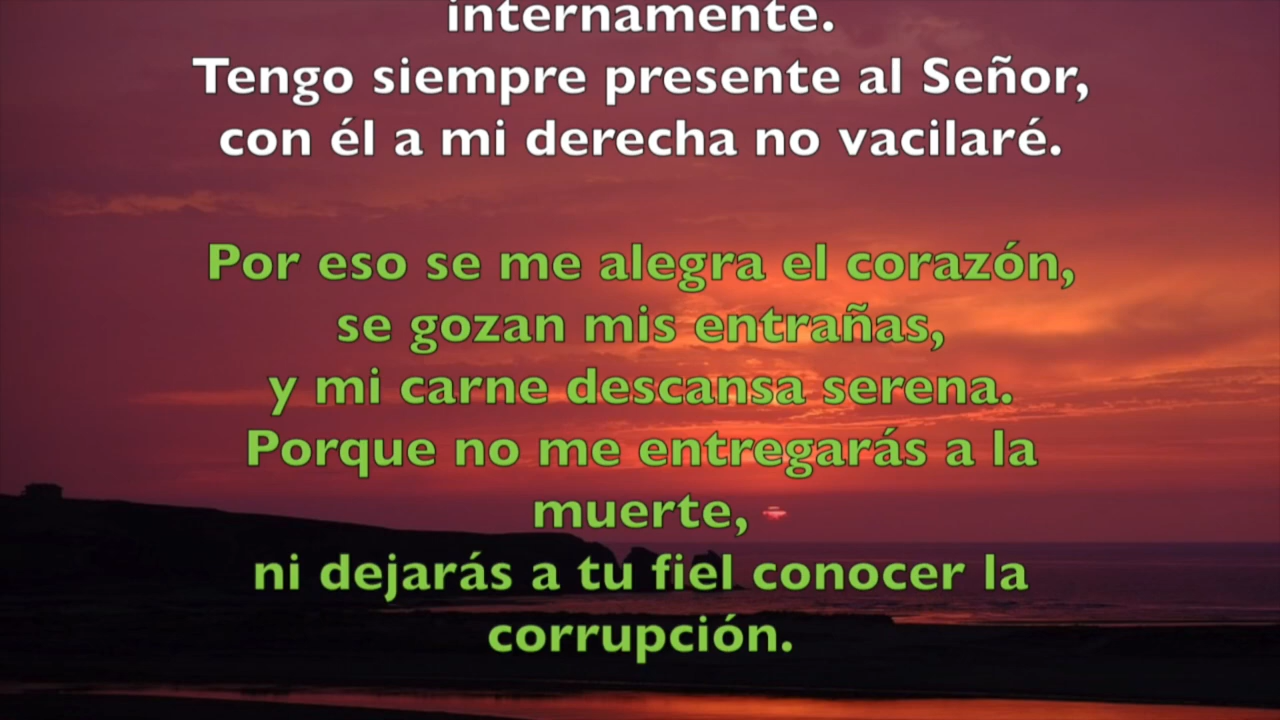 internamente.
Tengo siempre presente al Señor,
con él a mi derecha no vacilaré.
Por eso se me alegra el corazón,
se gozan mis entrañas,
y mi carne descansa serena.
Porque no me entregarás a la
muerte,
ni dejarás a tu fiel conocer la
corrupción.